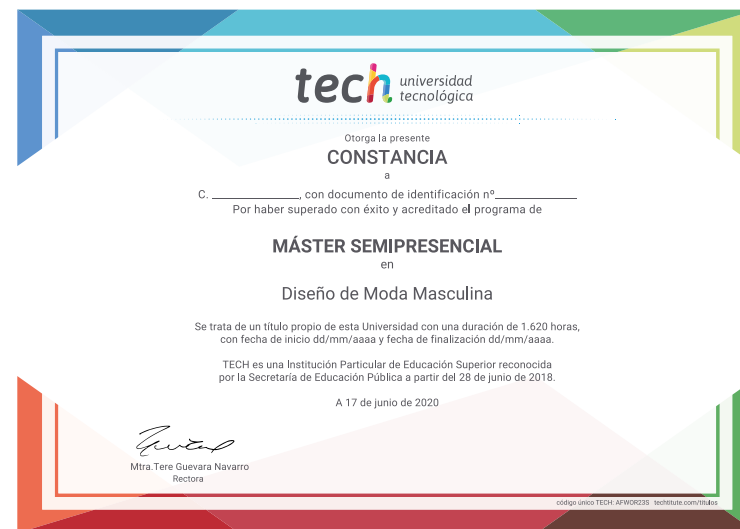 tech universidad
tecnológica
Otorga la presente
CONSTANCIA
a
C. ______________, con documento de identificación nº_____________
Por haber superado con éxito y acreditado el programa de
MÁSTER SEMIPRESENCIAL
en
Diseño de Moda Masculina
Se trata de un título propio de esta Universidad con una duración de 1.620 horas,
con fecha de inicio dd/mm/aaaa y fecha de finalización dd/mm/aaaa.
TECH es una Institución Particular de Educación Superior reconocida
por la Secretaría de Educación Pública a partir del 28 de junio de 2018.
A 17 de junio de 2020
Mtra.Tere Guevara Navarro
Rectora
código único TECH: AFWOR23S techtitute.com/titulos